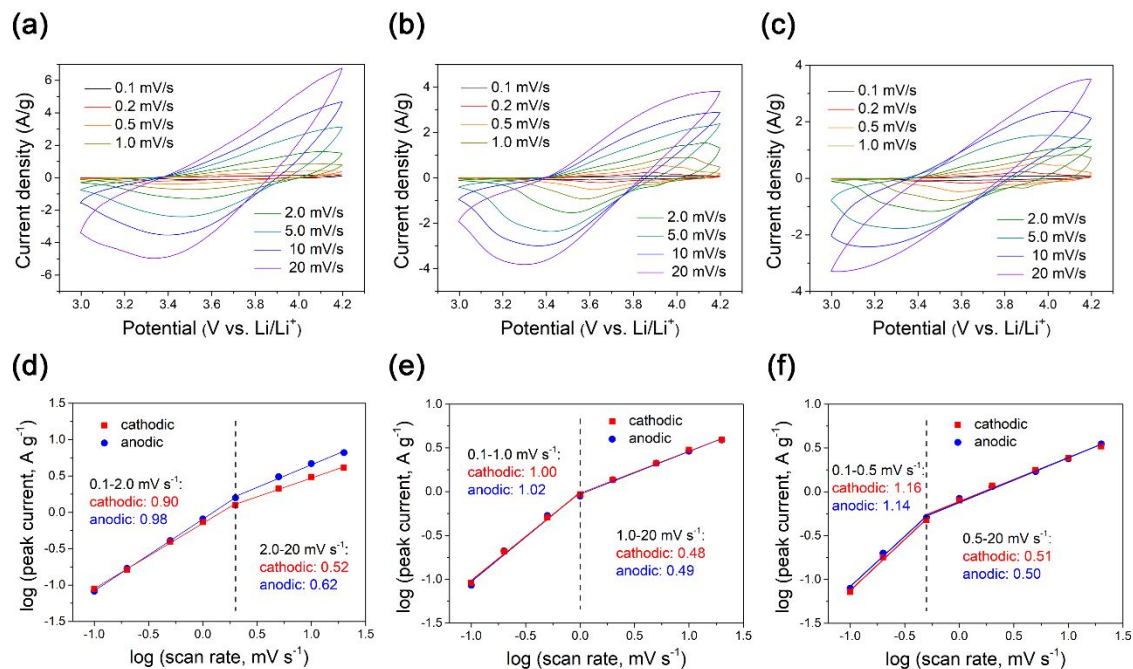 (a)
6
4
2
0
-2
-4
-6
Current density (A/g)
0.1 mV/s
0.2 mV/s
0.5 mV/s
1.0 mV/s
2.0 mV/s
5.0 mV/s
10 mV/s
20 mV/s
3.0 3.2 3.4 3.6 3.8 4.0 4.2
Potential (V vs. Li/Li⁺)
(b)
4
2
0
-2
-4
Current density (A/g)
0.1 mV/s
0.2 mV/s
0.5 mV/s
1.0 mV/s
2.0 mV/s
5.0 mV/s
10 mV/s
20 mV/s
3.0 3.2 3.4 3.6 3.8 4.0 4.2
Potential (V vs. Li/Li⁺)
(c)
4
2
0
-2
-4
Current density (A/g)
0.1 mV/s
0.2 mV/s
0.5 mV/s
1.0 mV/s
2.0 mV/s
5.0 mV/s
10 mV/s
20 mV/s
3.0 3.2 3.4 3.6 3.8 4.0 4.2
Potential (V vs. Li/Li⁺)
(d)
1.5
1.0
0.5
0.0
-0.5
-1.0
-1.5
log (peak current, A g⁻¹)
cathodic
anodic
0.1-2.0 mV s⁻¹:
cathodic: 0.90
anodic: 0.98
2.0-20 mV s⁻¹:
cathodic: 0.52
anodic: 0.62
-1.0 -0.5 0.0 0.5 1.0 1.5
log (scan rate, mV s⁻¹)
(e)
1.0
0.5
0.0
-0.5
-1.0
-1.5
log (peak current, A g⁻¹)
cathodic
anodic
0.1-1.0 mV s⁻¹:
cathodic: 1.00
anodic: 1.02
1.0-20 mV s⁻¹:
cathodic: 0.48
anodic: 0.49
-1.0 -0.5 0.0 0.5 1.0 1.5
log (scan rate, mV s⁻¹)
(f)
1.0
0.5
0.0
-0.5
-1.0
-1.5
log (peak current, A g⁻¹)
cathodic
anodic
0.1-0.5 mV s⁻¹:
cathodic: 1.16
anodic: 1.14
0.5-20 mV s⁻¹:
cathodic: 0.51
anodic: 0.50
-1.0 -0.5 0.0 0.5 1.0 1.5
log (scan rate, mV s⁻¹)